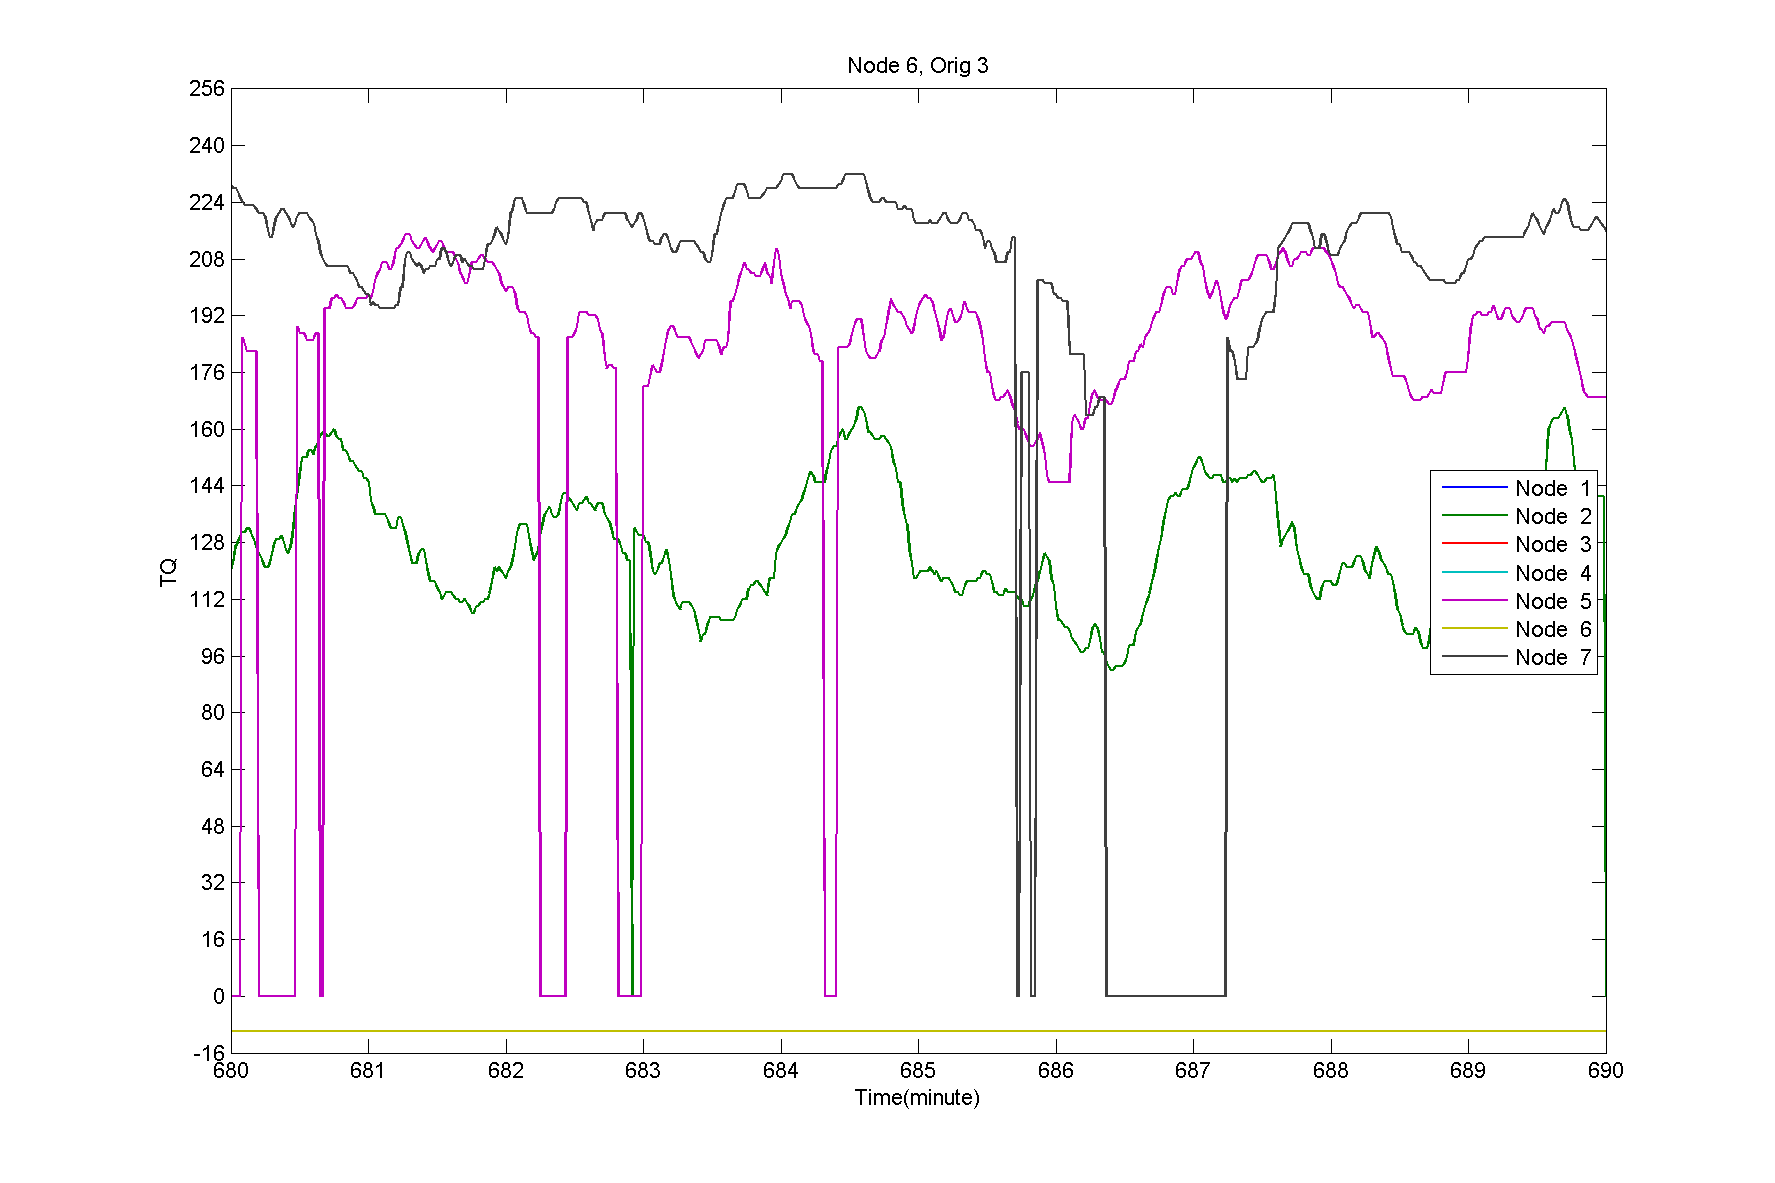 Node 6, Orig 3
256
240
224
208
192
176
160
144
128
112
96
80
64
48
32
16
0
-16
TQ
680 681 682 683 684 685 686 687 688 689 690
Time(minute)
Node 1
Node 2
Node 3
Node 4
Node 5
Node 6
Node 7